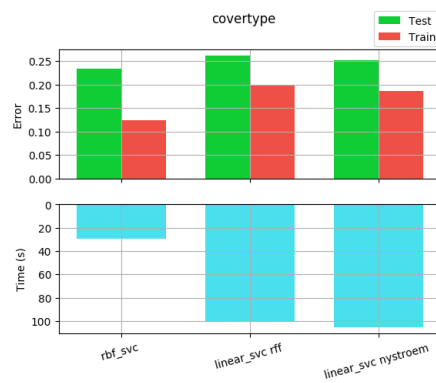 covertype
Test
Train
Error
0.25
0.20
0.15
0.10
0.05
0.00
Time (s)
0
20
40
60
80
100
rbf_svc
linear_svc rff
linear_svc nystroem